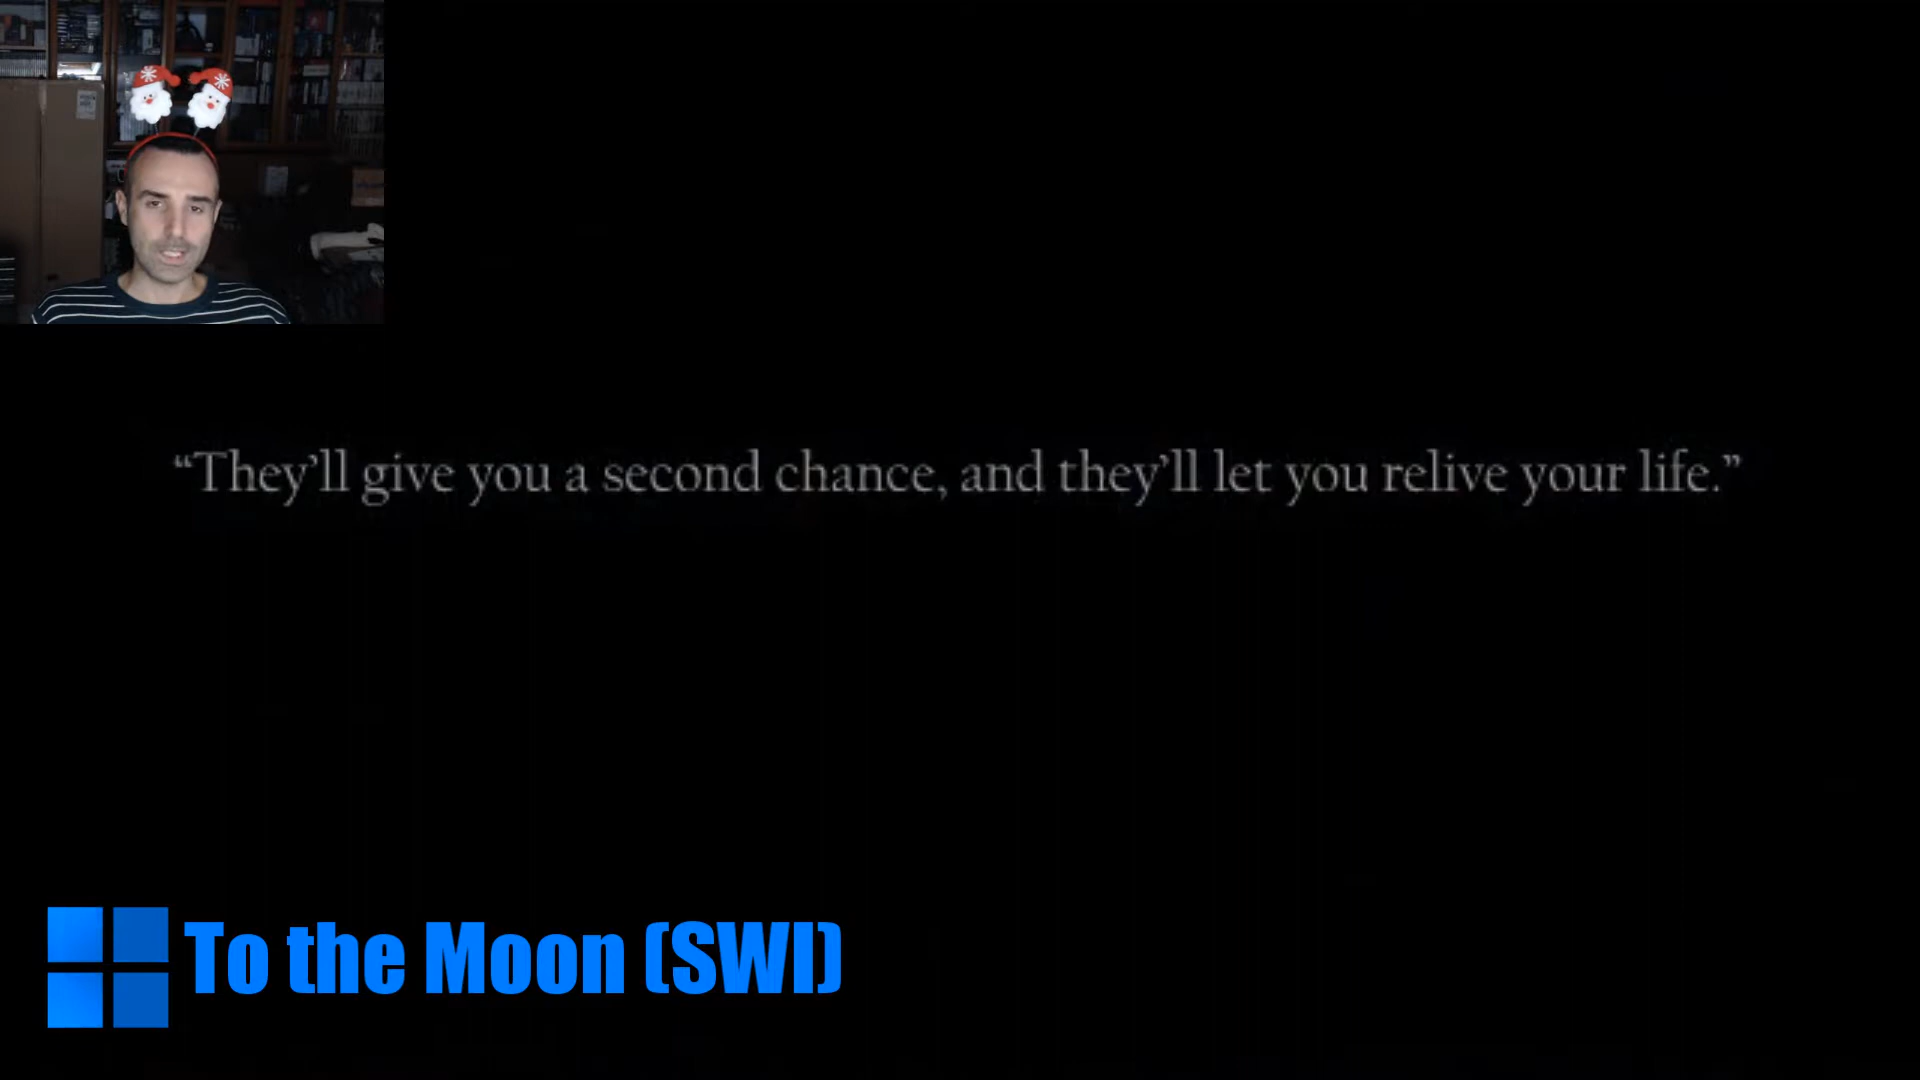 “They’ll give you a second chance, and they’ll let you relive your life.”
To the Moon (SWI)